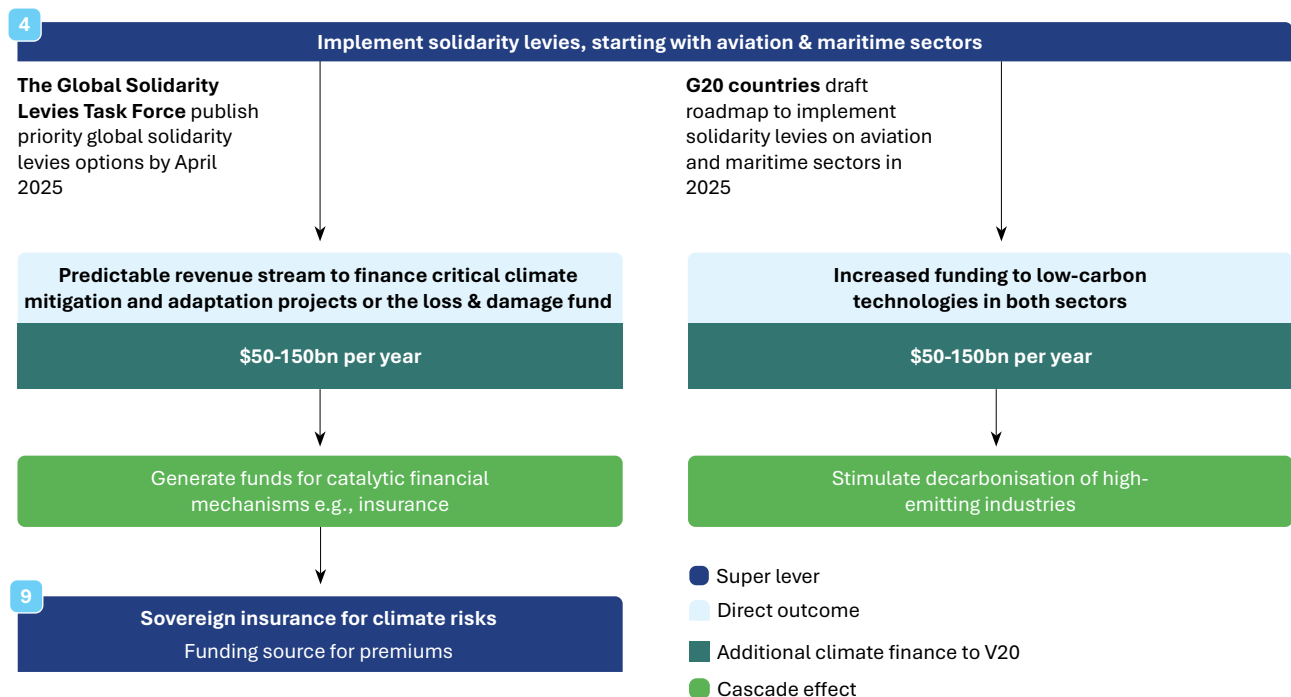 4
Implement solidarity levies, starting with aviation & maritime sectors
The Global Solidarity
Levies Task Force publish
priority global solidarity
levies options by April
2025
G20 countries draft
roadmap to implement
solidarity levies on aviation
and maritime sectors in
2025
Predictable revenue stream to finance critical climate
mitigation and adaptation projects or the loss & damage fund
$50-150bn per year
Increased funding to low-carbon
technologies in both sectors
$50-150bn per year
Generate funds for catalytic financial
mechanisms e.g., insurance
Stimulate decarbonisation of high-
emitting industries
9
Sovereign insurance for climate risks
Funding source for premiums
Super lever
Direct outcome
Additional climate finance to V20
Cascade effect